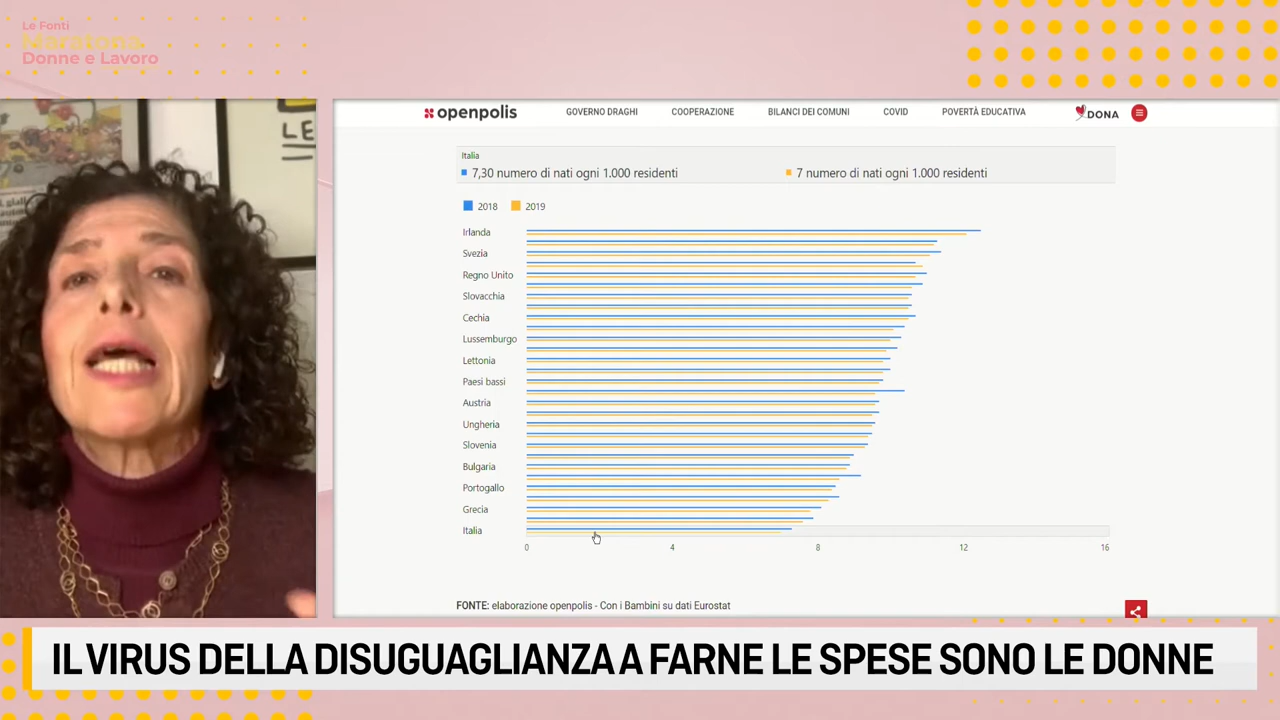 Le Fonti
Maratona
Donne e Lavoro
LE
openpolis
GOVERNO DRAGHI
COOPERAZIONE
BILANCI DEI COMUNI
COVID
POVERTÀ EDUCATIVA
DONA
Italia
7,30 numero di nati ogni 1.000 residenti
7 numero di nati ogni 1.000 residenti
2018 2019
Irlanda
Svezia
Regno Unito
Slovacchia
Cechia
Lussemburgo
Lettonia
Paesi bassi
Austria
Ungheria
Slovenia
Bulgaria
Portogallo
Grecia
Italia
0 4 8 12 16
FONTE: elaborazione openpolis - Con i Bambini su dati Eurostat
IL VIRUS DELLA DISUGUAGLIANZA A FARNE LE SPESE SONO LE DONNE